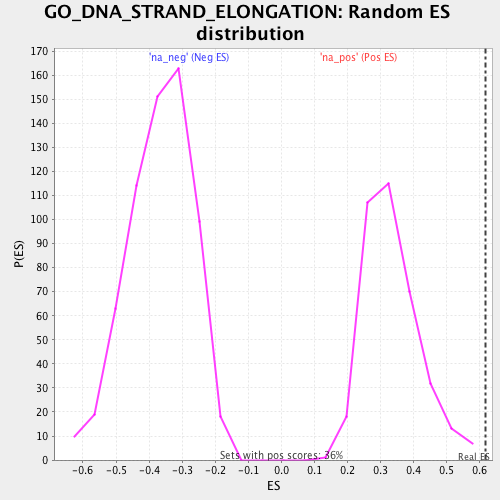 GO_DNA_STRAND_ELONGATION: Random ES
distribution
'na_neg' (Neg ES)
'na_pos' (Pos ES)
170
160
150
140
130
120
110
100
90
80
70
60
50
40
30
20
10
0
P(ES)
Sets with pos scores: 36%
Real ES
-0.6 -0.5 -0.4 -0.3 -0.2 -0.1 0.0 0.1 0.2 0.3 0.4 0.5 0.6
ES